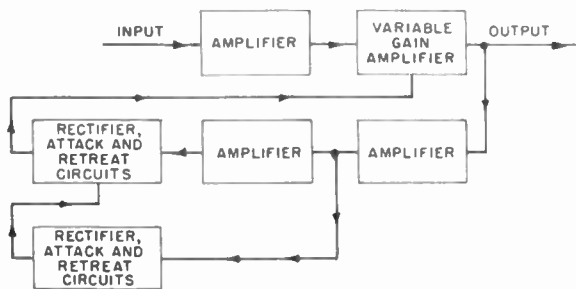 INPUT
AMPLIFIER
VARIABLE
GAIN
AMPLIFIER
OUTPUT
RECTIFIER,
ATTACK AND
RETREAT
CIRCUITS
AMPLIFIER
AMPLIFIER
RECTIFIER,
ATTACK AND
RETREAT
CIRCUITS